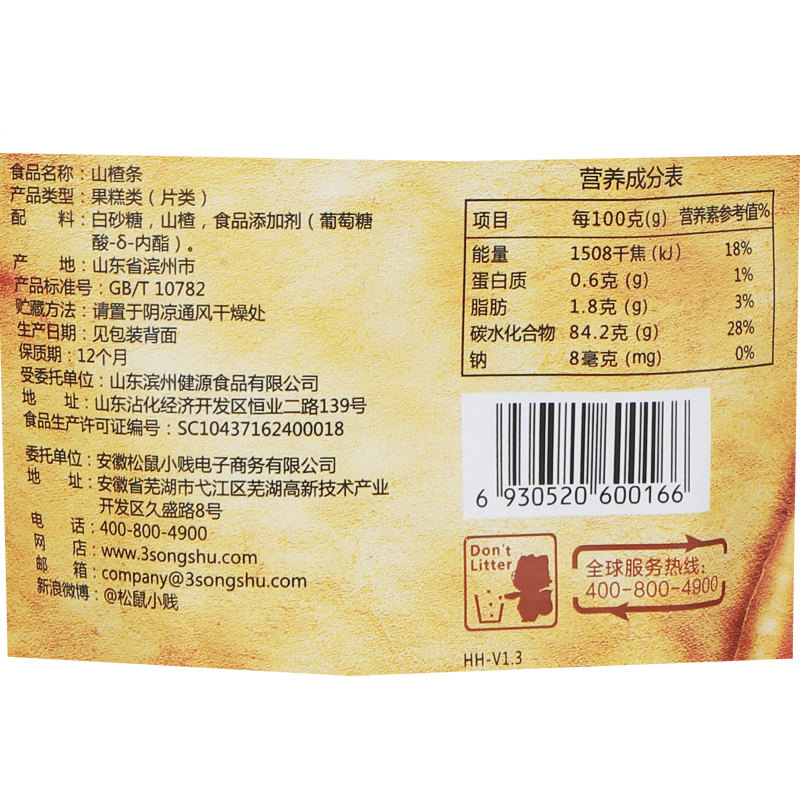 食品名称：山楂条
产品类型：果糕类（片类）
配　　料：白砂糖，山楂，食品添加剂（葡萄糖
酸-δ-内酯）。
产　　地：山东省滨州市
产品标准号：GB/T 10782
贮藏方法：请置于阴凉通风干燥处
生产日期：见包装背面
保质期：12个月
受委托单位：山东滨州健源食品有限公司
地　　址：山东沾化经济开发区恒业二路139号
食品生产许可证编号：SC10437162400018
委托单位：安徽松鼠小贱电子商务有限公司
地　　址：安徽省芜湖市弋江区芜湖高新技术产业
开发区久盛路8号
电　　话：400-800-4900
网　　店：www.3songshu.com
邮　　箱：company@3songshu.com
新浪微博：@松鼠小贱
营养成分表
项目 每100克(g) 营养素参考值%
能量 1508千焦 (kJ) 18%
蛋白质 0.6克 (g) 1%
脂肪 1.8克 (g) 3%
碳水化合物 84.2克 (g) 28%
钠 8毫克 (mg) 0%
6 930520 600166
Don't
Litter
全球服务热线:
400-800-4900
HH-V1.3